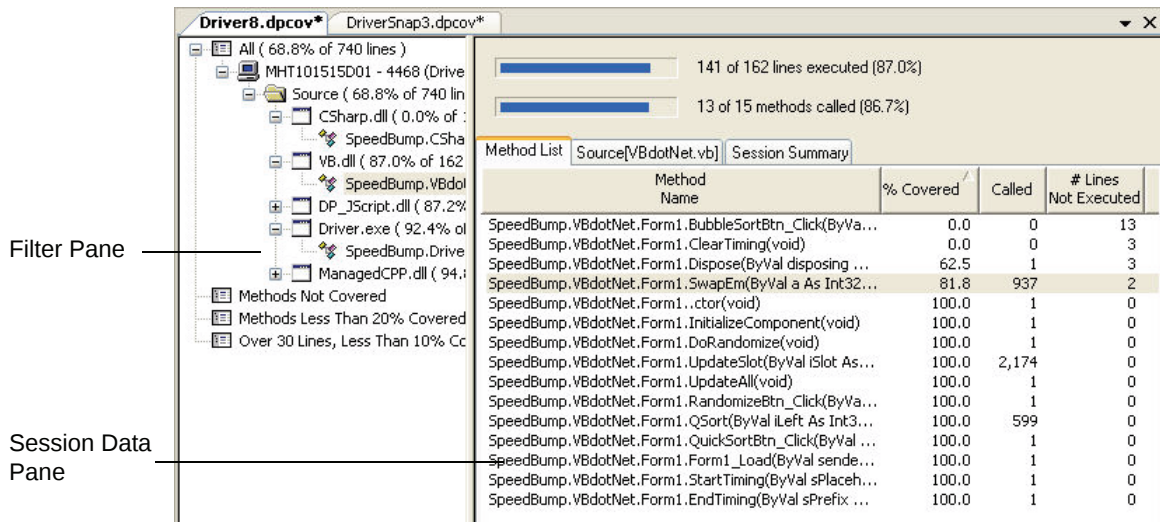 Driver8.dpcov* DriverSnap3.dpcov*
All ( 68.8% of 740 lines )
MHT101515D01 - 4468 (Drive
Source ( 68.8% of 740 lin
CSharp.dll ( 0.0% of
SpeedBump.CSha
VB.dll ( 87.0% of 162
SpeedBump.VBdo
DP_JScript.dll ( 87.2%
Driver.exe ( 92.4% of
SpeedBump.Drive
ManagedCPP.dll ( 94.
Methods Not Covered
Methods Less Than 20% Covered
Over 30 Lines, Less Than 10% Co
Filter Pane
Session Data
Pane
141 of 162 lines executed (87.0%)
13 of 15 methods called (86.7%)
Method List Source[VBdotNet.vb] Session Summary
Method Name % Covered Called # Lines Not Executed
SpeedBump.VBdotNet.Form1.BubbleSortBtn_Click(ByVa... 0.0 0 13
SpeedBump.VBdotNet.Form1.ClearTiming(void) 0.0 0 3
SpeedBump.VBdotNet.Form1.Dispose(ByVal disposing ... 62.5 1 3
SpeedBump.VBdotNet.Form1.SwapEm(ByVal a As Int32... 81.8 937 2
SpeedBump.VBdotNet.Form1..ctor(void) 100.0 1 0
SpeedBump.VBdotNet.Form1.InitializeComponent(void) 100.0 1 0
SpeedBump.VBdotNet.Form1.DoRandomize(void) 100.0 1 0
SpeedBump.VBdotNet.Form1.UpdateSlot(ByVal iSlot As... 100.0 2,174 0
SpeedBump.VBdotNet.Form1.UpdateAll(void) 100.0 1 0
SpeedBump.VBdotNet.Form1.RandomizeBtn_Click(ByVa... 100.0 1 0
SpeedBump.VBdotNet.Form1.QSort(ByVal iLeft As Int3... 100.0 599 0
SpeedBump.VBdotNet.Form1.QuickSortBtn_Click(ByVal ... 100.0 1 0
SpeedBump.VBdotNet.Form1.Form1_Load(ByVal sende... 100.0 1 0
SpeedBump.VBdotNet.Form1.StartTiming(ByVal sPlaceh... 100.0 1 0
SpeedBump.VBdotNet.Form1.EndTiming(ByVal sPrefix ... 100.0 1 0